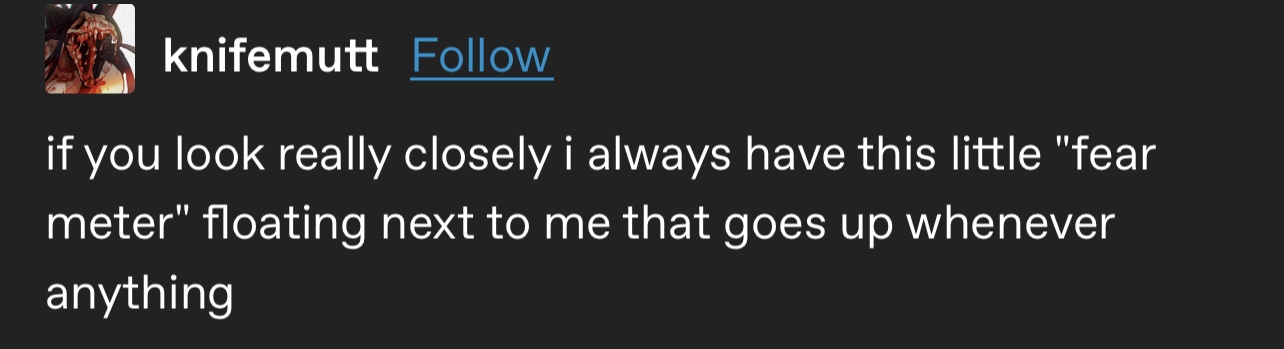 knifemutt Follow
if you look really closely i always have this little "fear
meter" floating next to me that goes up whenever
anything